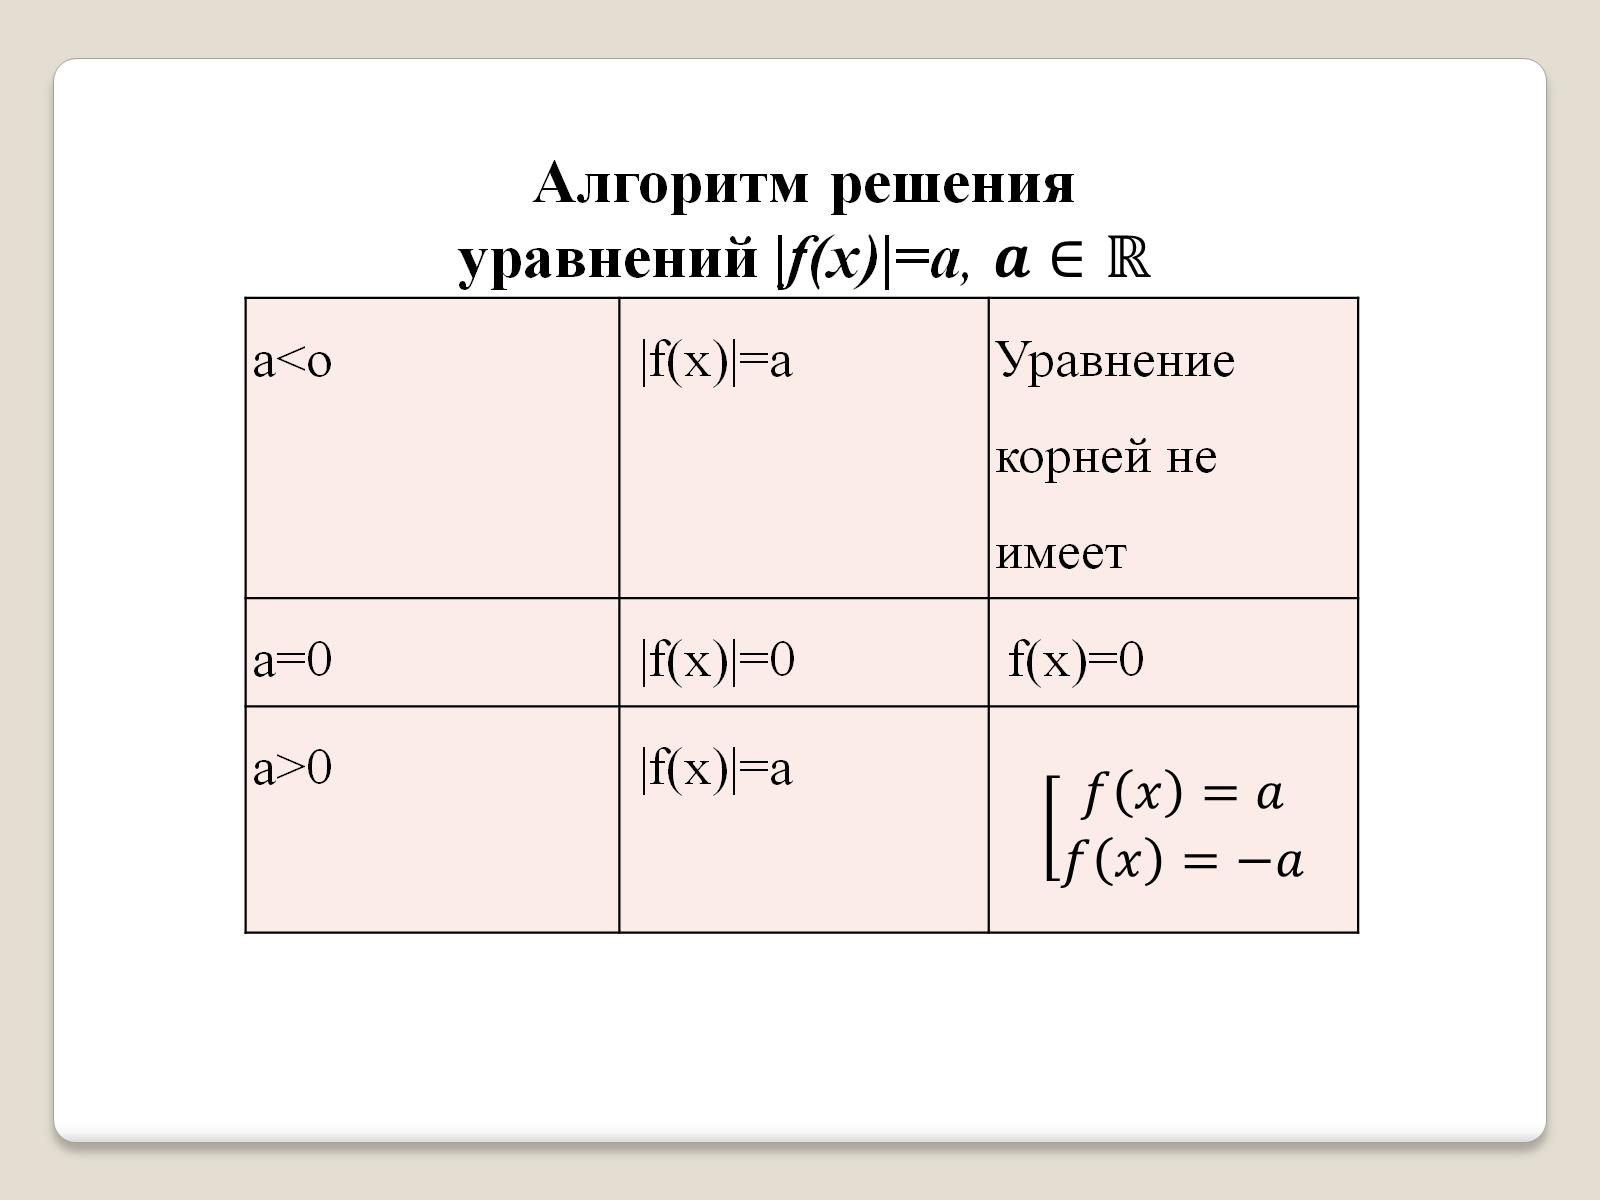 Алгоритм решения
уравнений |f(x)|=a, a ∈ ℝ
a<o
|f(x)|=a
Уравнение
корней не
имеет
a=0
|f(x)|=0
f(x)=0
a>0
|f(x)|=a
[f(x) = a
f(x) = −a